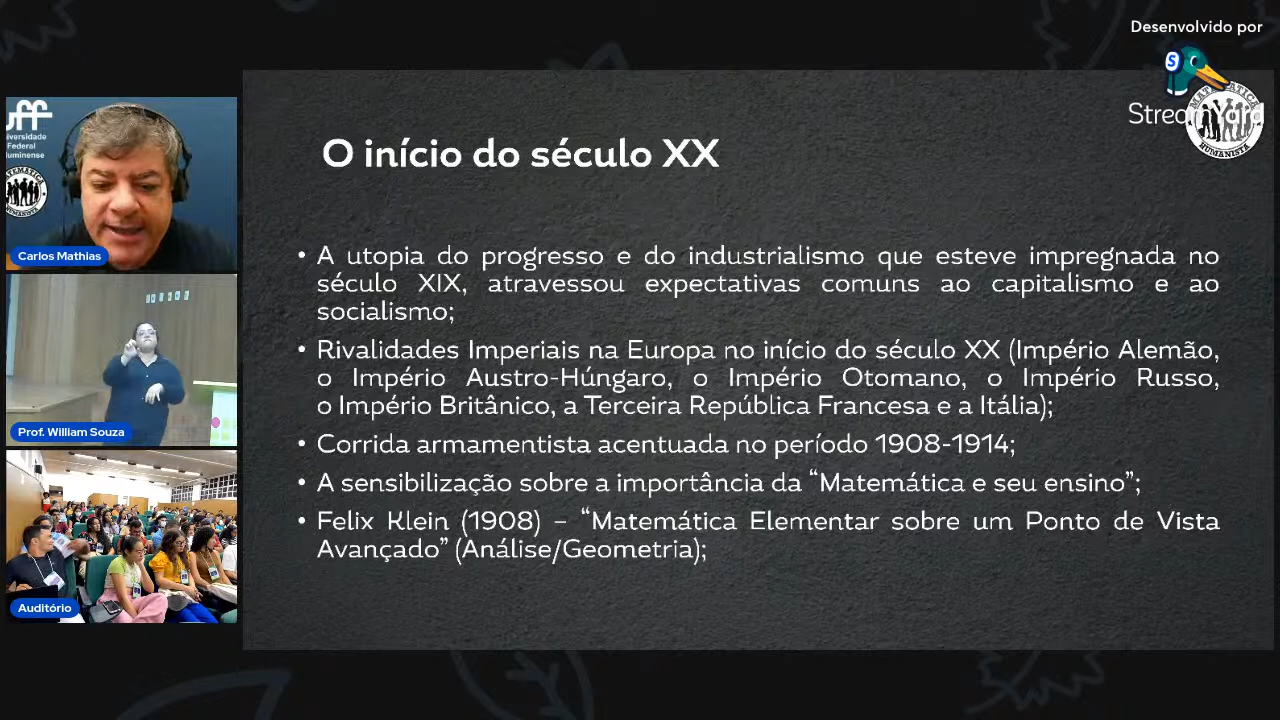 Desenvolvido por
S
MATEMÁTICA
HUMANISTA
O início do século XX
• A utopia do progresso e do industrialismo que esteve impregnada no
século XIX, atravessou expectativas comuns ao capitalismo e ao
socialismo;
• Rivalidades Imperiais na Europa no início do século XX (Império Alemão,
o Império Austro-Húngaro, o Império Otomano, o Império Russo,
o Império Britânico, a Terceira República Francesa e a Itália);
• Corrida armamentista acentuada no período 1908-1914;
• A sensibilização sobre a importância da “Matemática e seu ensino”;
• Felix Klein (1908) – “Matemática Elementar sobre um Ponto de Vista
Avançado” (Análise/Geometria);
uff
Federal
Carlos Mathias
Prof. William Souza
Auditório